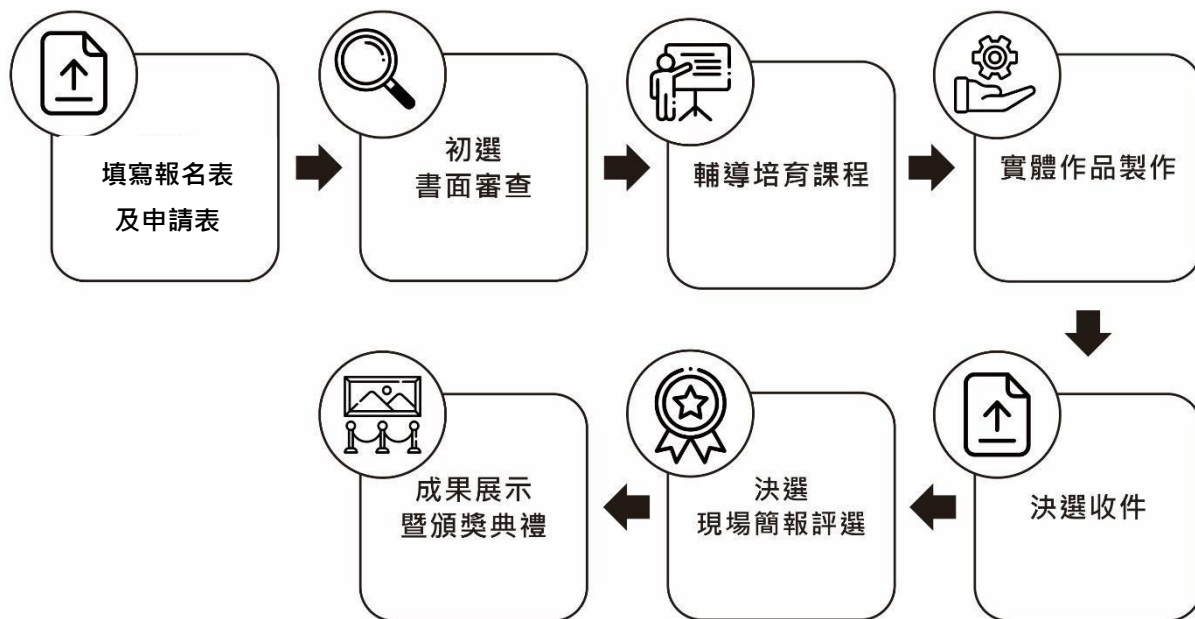 填寫報名表
及申請表
初選
書面審查
輔導培育課程
實體作品製作
決選收件
決選
現場簡報評選
成果展示
暨頒獎典禮